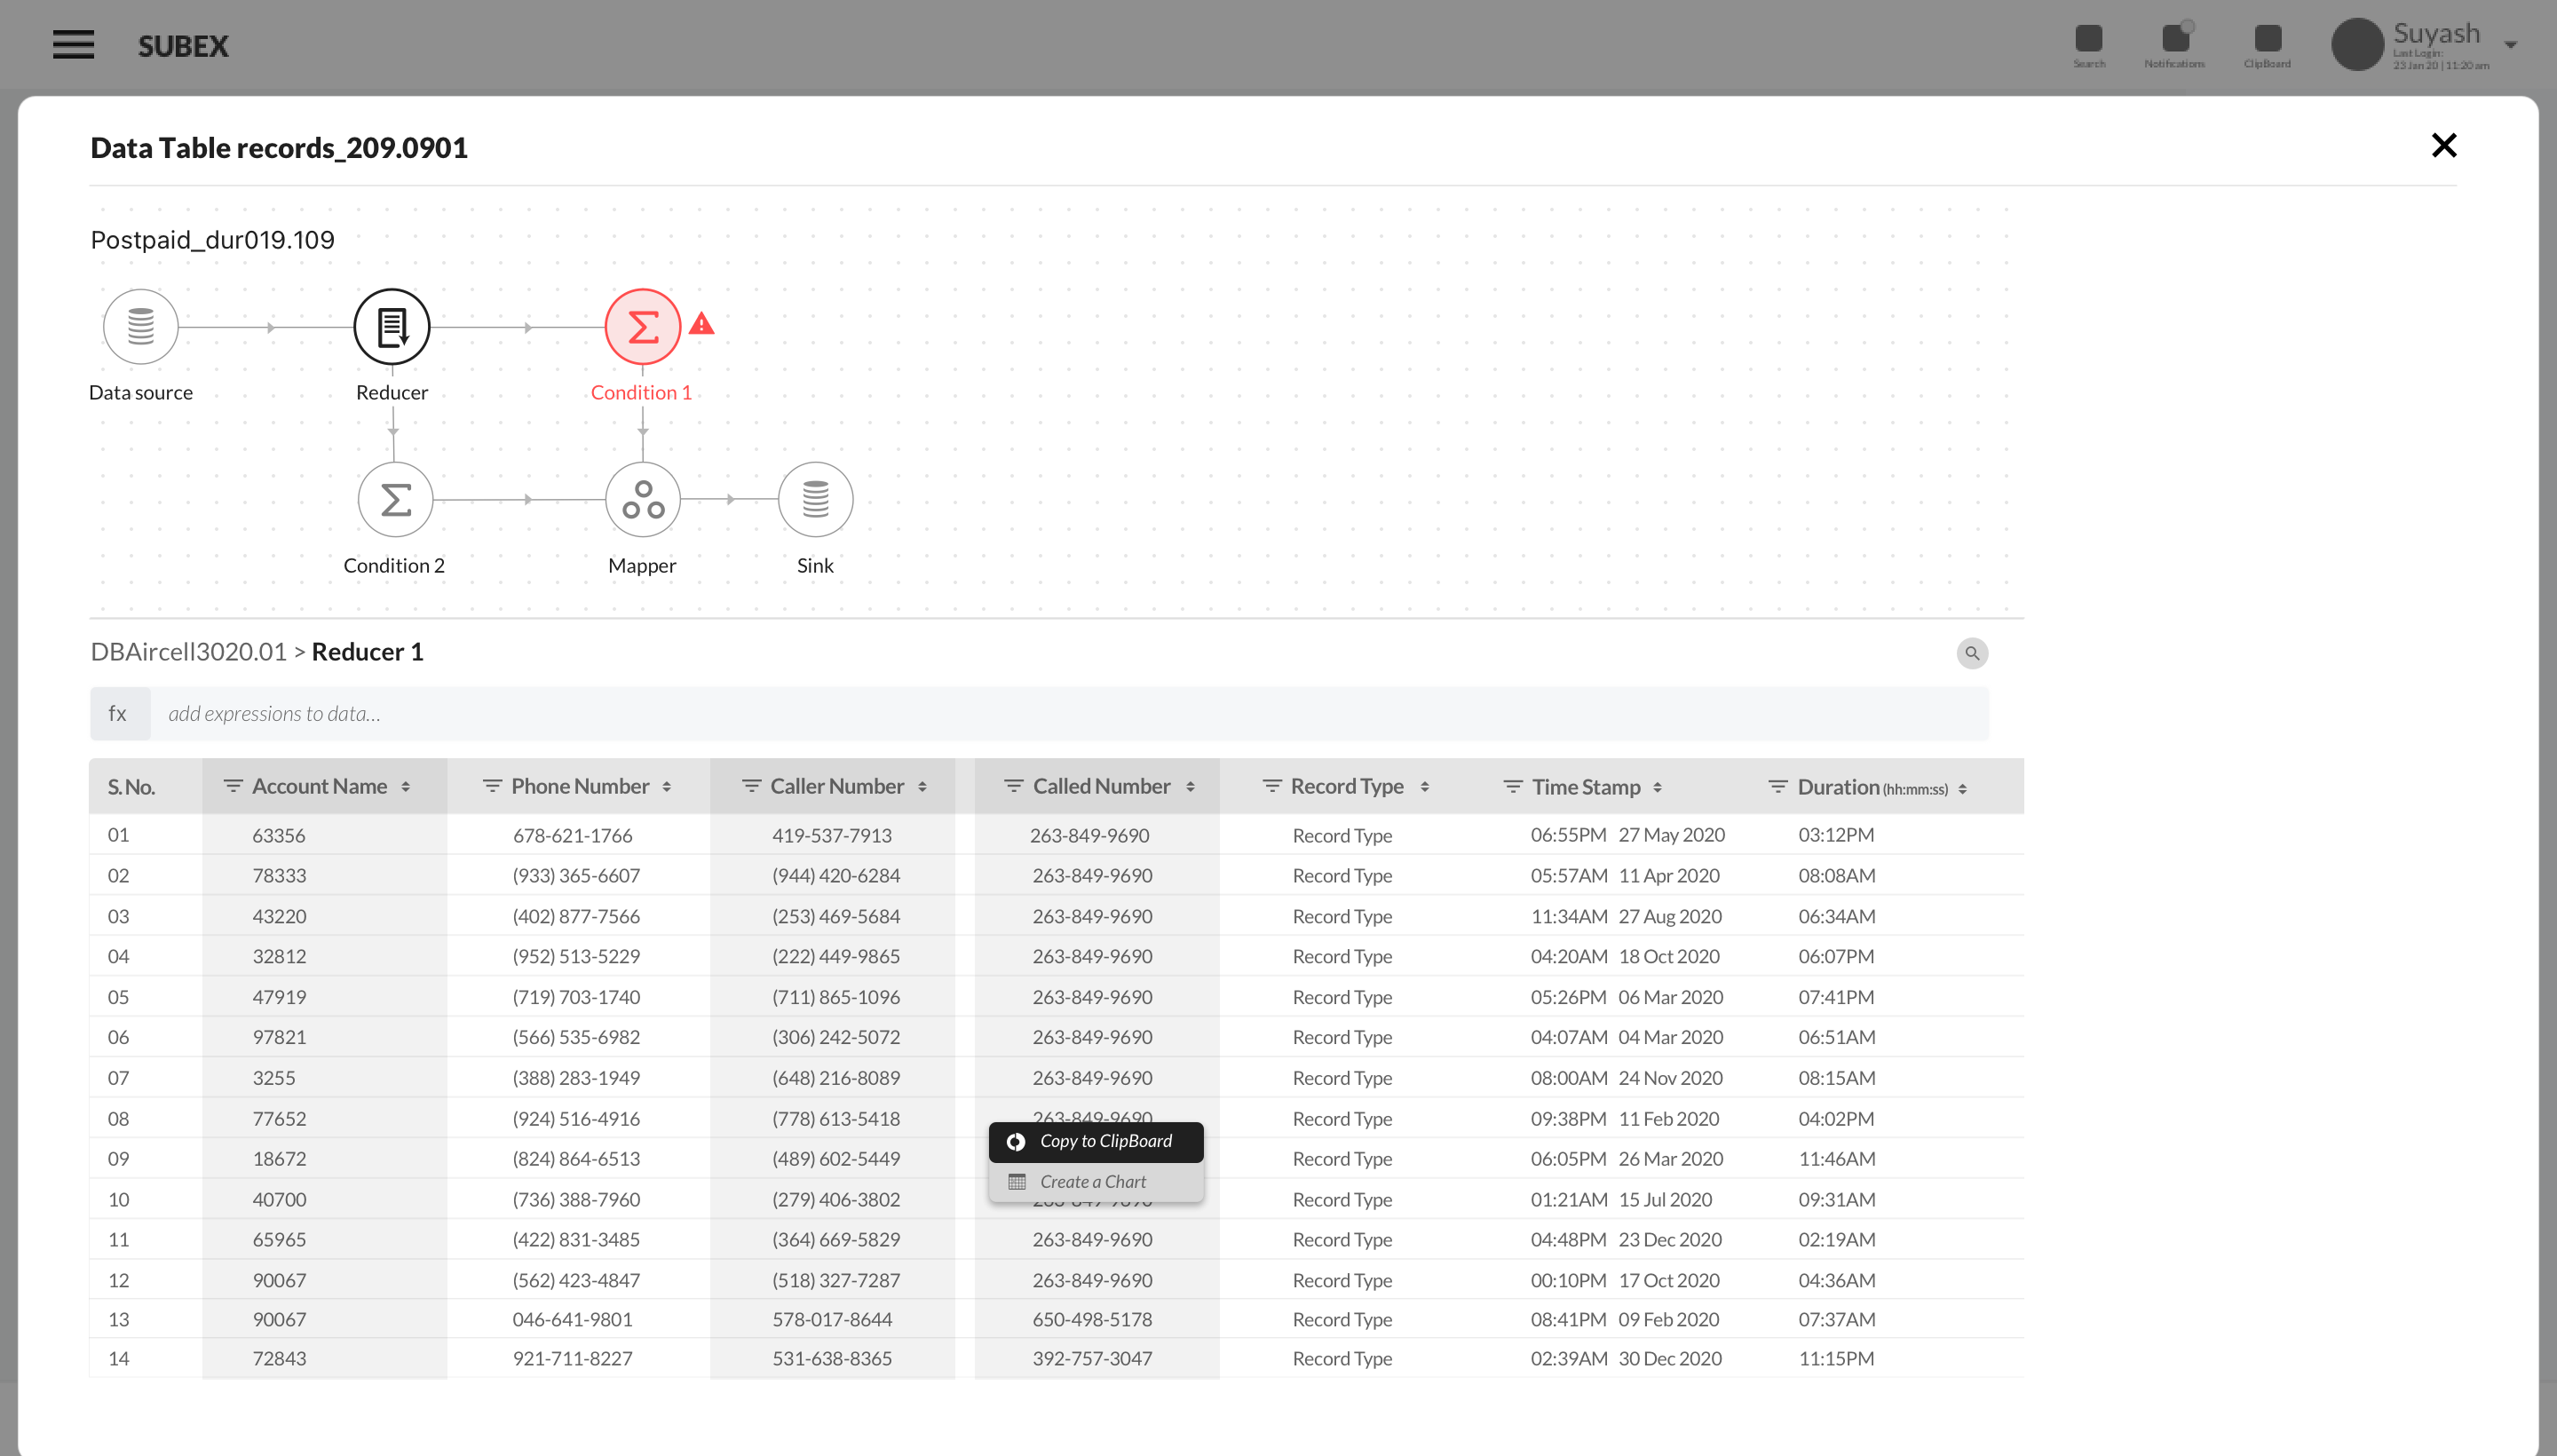 SUBEX
Search
Notifications
ClipBoard
Suyash
Last Login:
23 Jan 20 | 11:20 am
Data Table records_209.0901
Postpaid_dur019.109
Data source
Reducer
Condition 1
Condition 2
Mapper
Sink
DBAircell3020.01 > Reducer 1
fx add expressions to data...
S. No. Account Name Phone Number Caller Number Called Number Record Type Time Stamp Duration (hh:mm:ss)
01 63356 678-621-1766 419-537-7913 263-849-9690 Record Type 06:55PM 27 May 2020 03:12PM
02 78333 (933) 365-6607 (944) 420-6284 263-849-9690 Record Type 05:57AM 11 Apr 2020 08:08AM
03 43220 (402) 877-7566 (253) 469-5684 263-849-9690 Record Type 11:34AM 27 Aug 2020 06:34AM
04 32812 (952) 513-5229 (222) 449-9865 263-849-9690 Record Type 04:20AM 18 Oct 2020 06:07PM
05 47919 (719) 703-1740 (711) 865-1096 263-849-9690 Record Type 05:26PM 06 Mar 2020 07:41PM
06 97821 (566) 535-6982 (306) 242-5072 263-849-9690 Record Type 04:07AM 04 Mar 2020 06:51AM
07 3255 (388) 283-1949 (648) 216-8089 263-849-9690 Record Type 08:00AM 24 Nov 2020 08:15AM
08 77652 (924) 516-4916 (778) 613-5418 263-849-9690 Record Type 09:38PM 11 Feb 2020 04:02PM
Copy to ClipBoard
09 18672 (824) 864-6513 (489) 602-5449 Record Type 06:05PM 26 Mar 2020 11:46AM
Create a Chart
10 40700 (736) 388-7960 (279) 406-3802 Record Type 01:21AM 15 Jul 2020 09:31AM
11 65965 (422) 831-3485 (364) 669-5829 263-849-9690 Record Type 04:48PM 23 Dec 2020 02:19AM
12 90067 (562) 423-4847 (518) 327-7287 263-849-9690 Record Type 00:10PM 17 Oct 2020 04:36AM
13 90067 046-641-9801 578-017-8644 650-498-5178 Record Type 08:41PM 09 Feb 2020 07:37AM
14 72843 921-711-8227 531-638-8365 392-757-3047 Record Type 02:39AM 30 Dec 2020 11:15PM